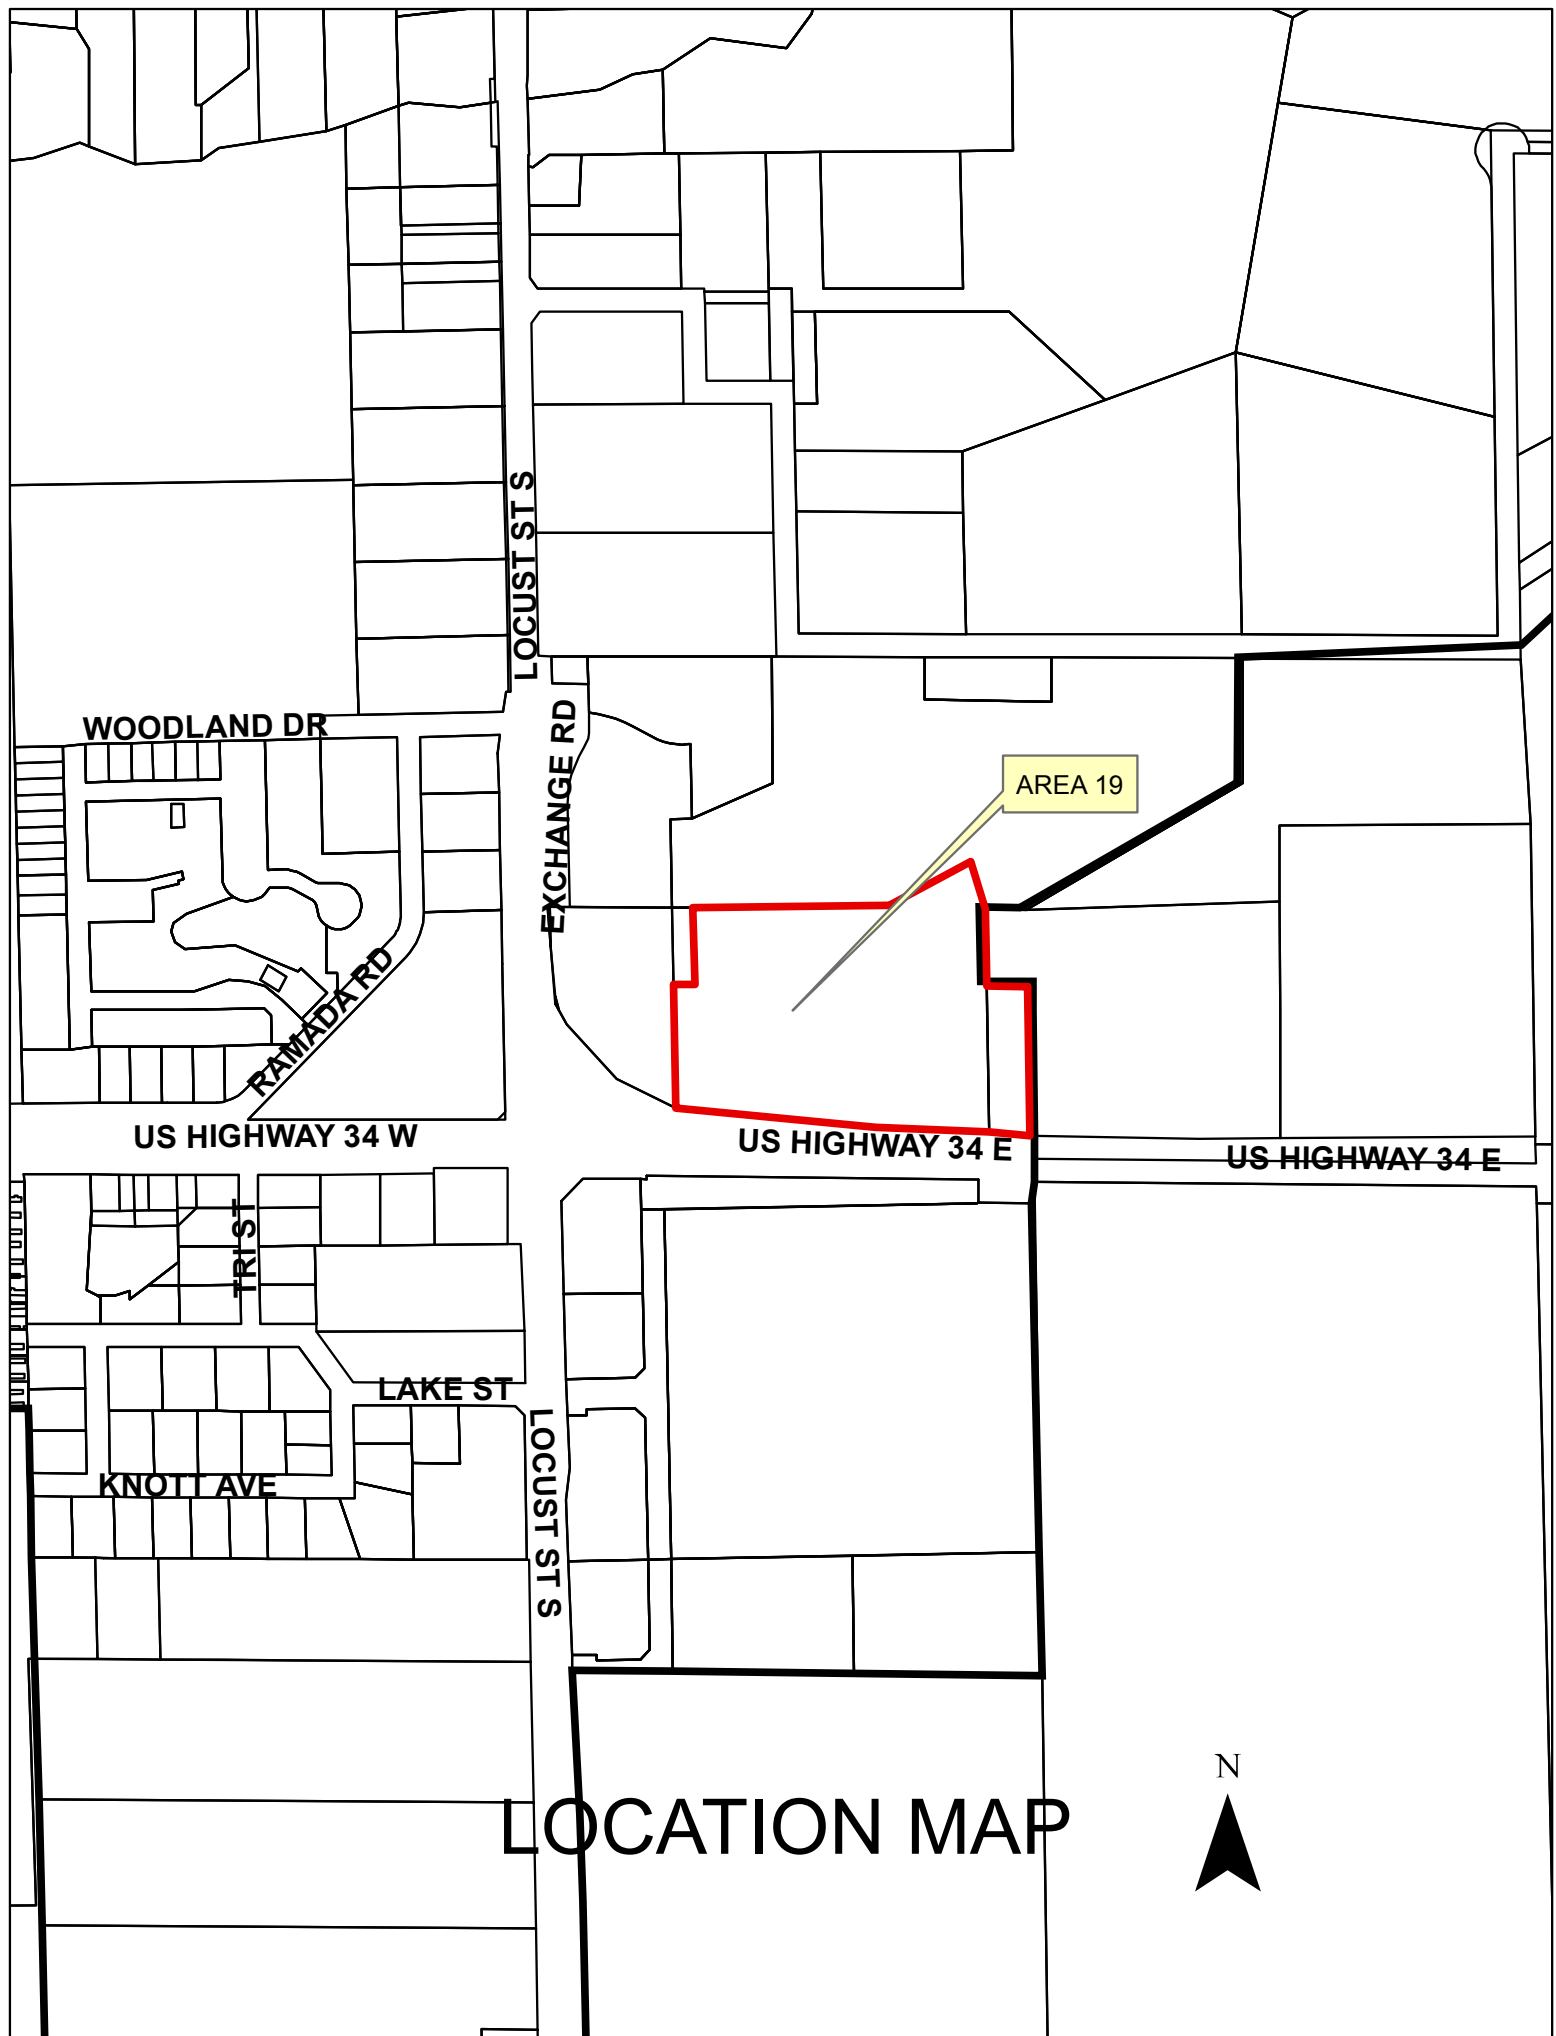 LOCUST ST S
WOODLAND DR
EXCHANGE RD
AREA 19
RAMADA RD
US HIGHWAY 34 W
US HIGHWAY 34 E
US HIGHWAY 34 E
TRI ST
LAKE ST
LOCUST ST S
KNOTT AVE
N
LOCATION MAP